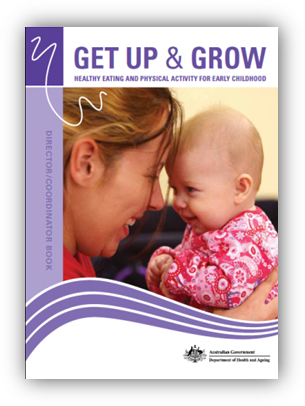 GET UP & GROW
HEALTHY EATING AND PHYSICAL ACTIVITY FOR EARLY CHILDHOOD
DIRECTOR/COORDINATOR BOOK
Australian Government
Department of Health and Ageing